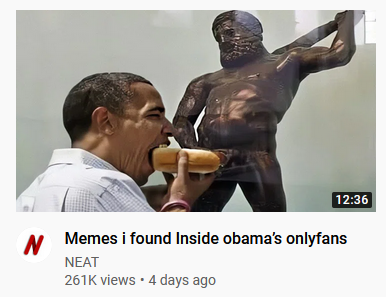 12:36
Memes i found Inside obama's onlyfans
N
NEAT
261K views • 4 days ago